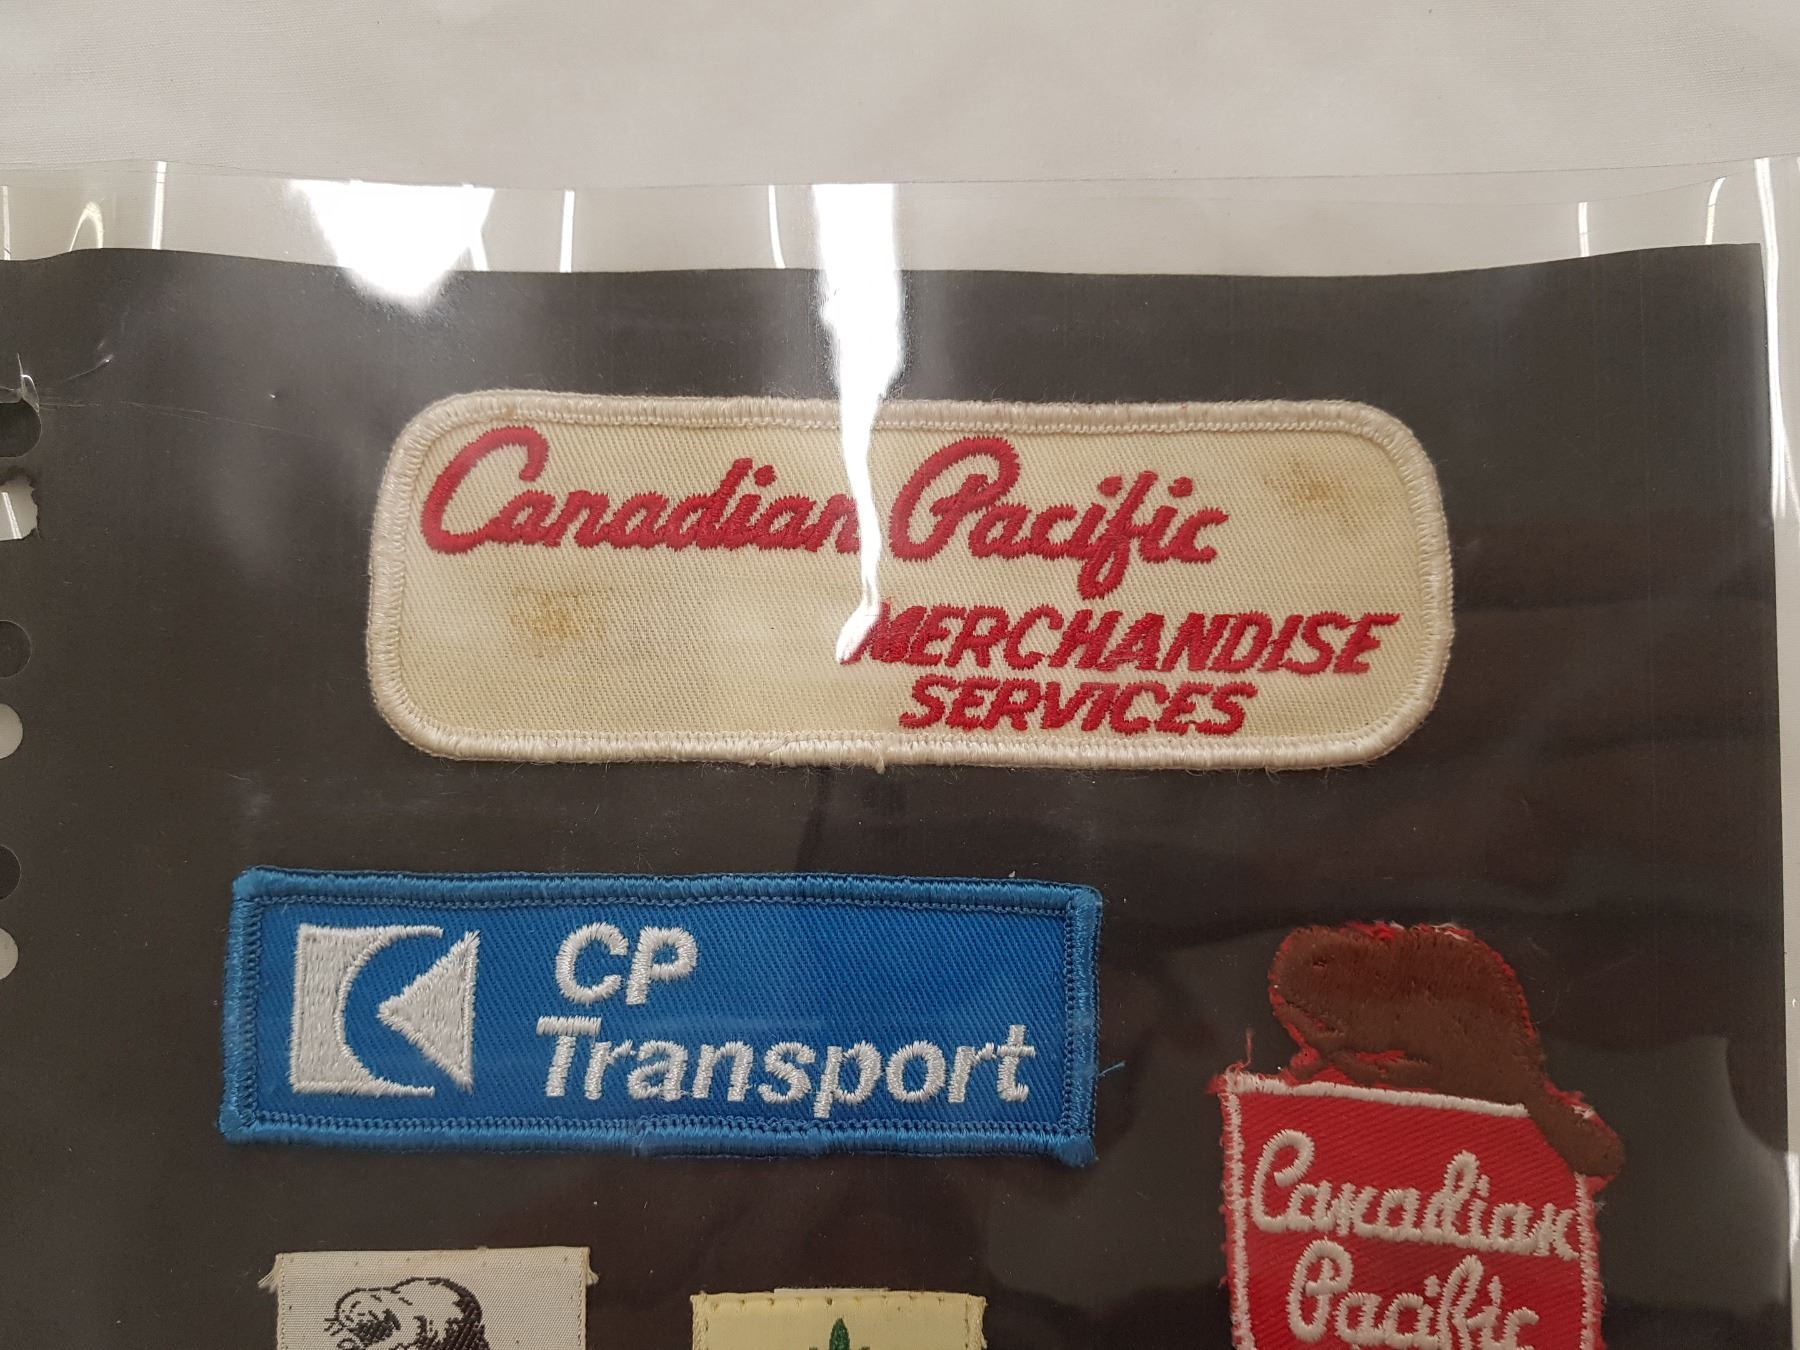 Canadian Pacific
MERCHANDISE
SERVICES
CP
Transport
Canadian
Pacific